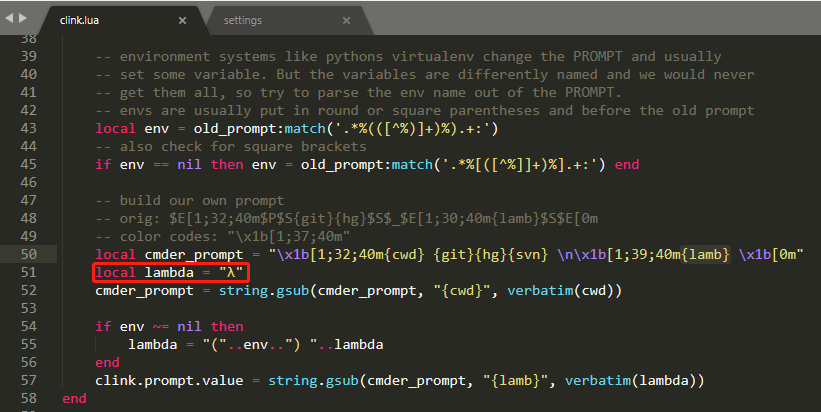 clink.lua
settings
38
39 -- environment systems like pythons virtualenv change the PROMPT and usually
40 -- set some variable. But the variables are differently named and we would never
41 -- get them all, so try to parse the env name out of the PROMPT.
42 -- envs are usually put in round or square parentheses and before the old prompt
43 local env = old_prompt:match('.*%(([^%)]+)%).+:')
44 -- also check for square brackets
45 if env == nil then env = old_prompt:match('.*%[([^%]]+)%].+:') end
46
47 -- build our own prompt
48 -- orig: $E[1;32;40m$P$S{git}{hg}$S$_$E[1;30;40m{lamb}$S$E[0m
49 -- color codes: "\x1b[1;37;40m"
50 local cmder_prompt = "\x1b[1;32;40m{cwd} {git}{hg}{svn} \n\x1b[1;39;40m{lamb} \x1b[0m"
51 local lambda = "λ"
52 cmder_prompt = string.gsub(cmder_prompt, "{cwd}", verbatim(cwd))
53
54 if env ~= nil then
55 lambda = "("..env..") "..lambda
56 end
57 clink.prompt.value = string.gsub(cmder_prompt, "{lamb}", verbatim(lambda))
58 end